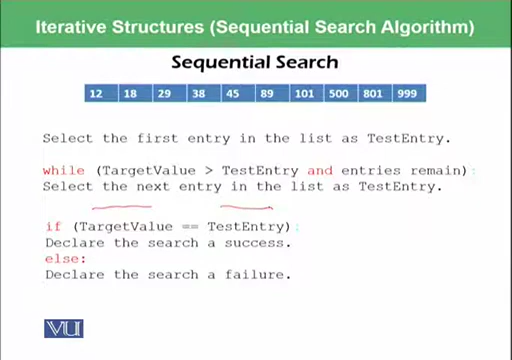 Iterative Structures (Sequential Search Algorithm)
Sequential Search
12 18 29 38 45 89 101 500 801 999
Select the first entry in the list as TestEntry.
while (TargetValue > TestEntry and entries remain):
Select the next entry in the list as TestEntry.
if (TargetValue == TestEntry):
Declare the search a success.
else:
Declare the search a failure.
VU